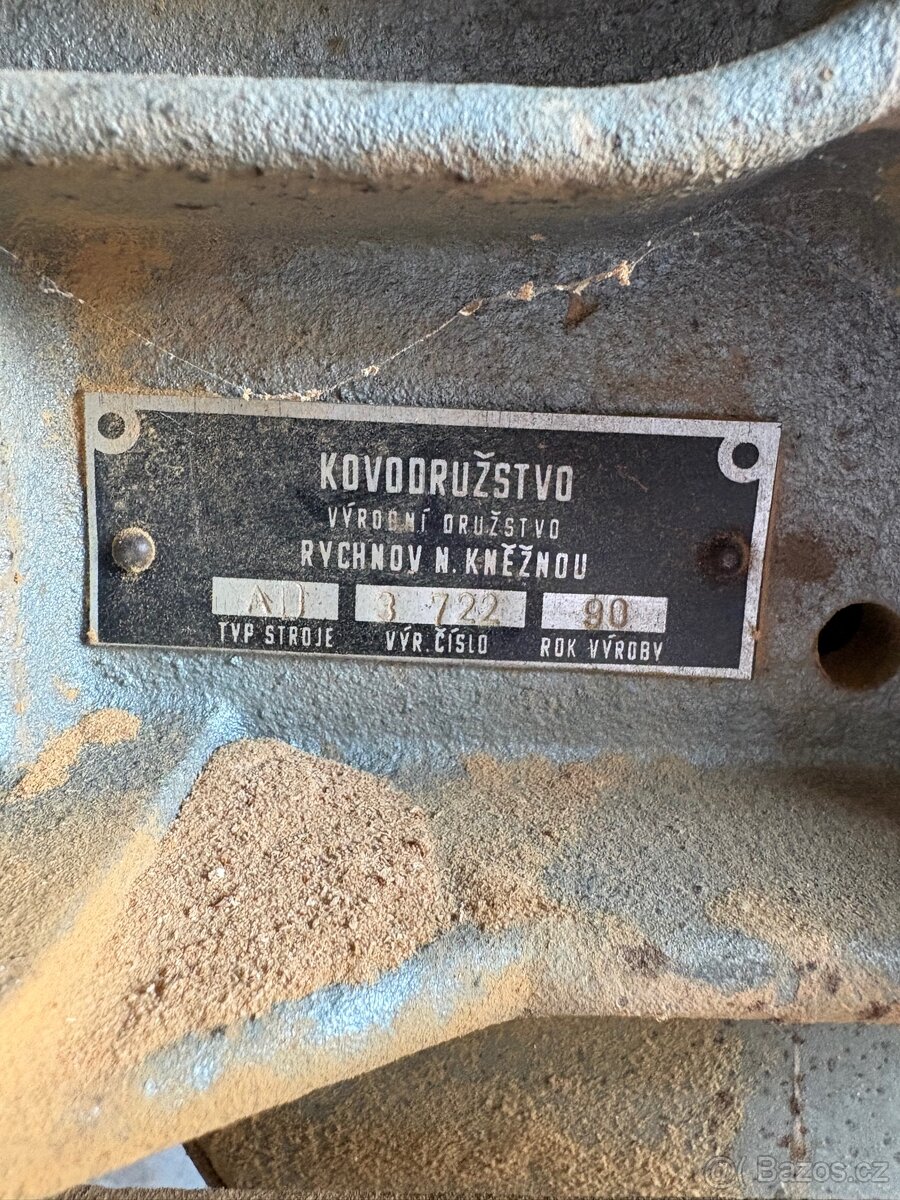 KOVODRUŽSTVO
VÝROBNÍ DRUŽSTVO
RYCHNOV N. KNĚŽNOU
AD 3 722 90
TYP STROJE VÝR. ČÍSLO ROK VÝROBY
@ Bazos.cz